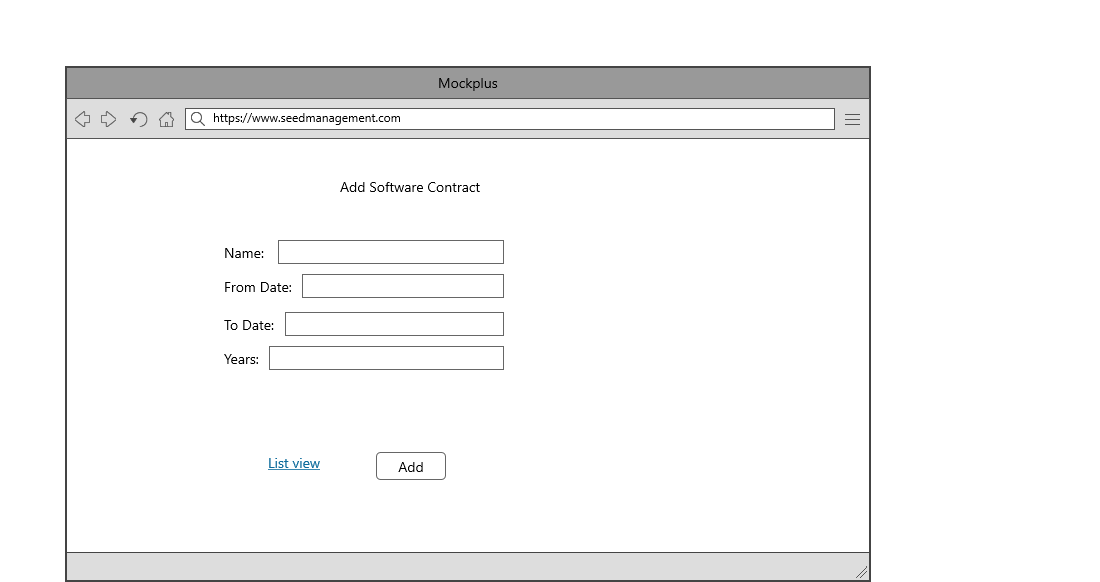 Mockplus
https://www.seedmanagement.com
Add Software Contract
Name:
From Date:
To Date:
Years:
List view
Add